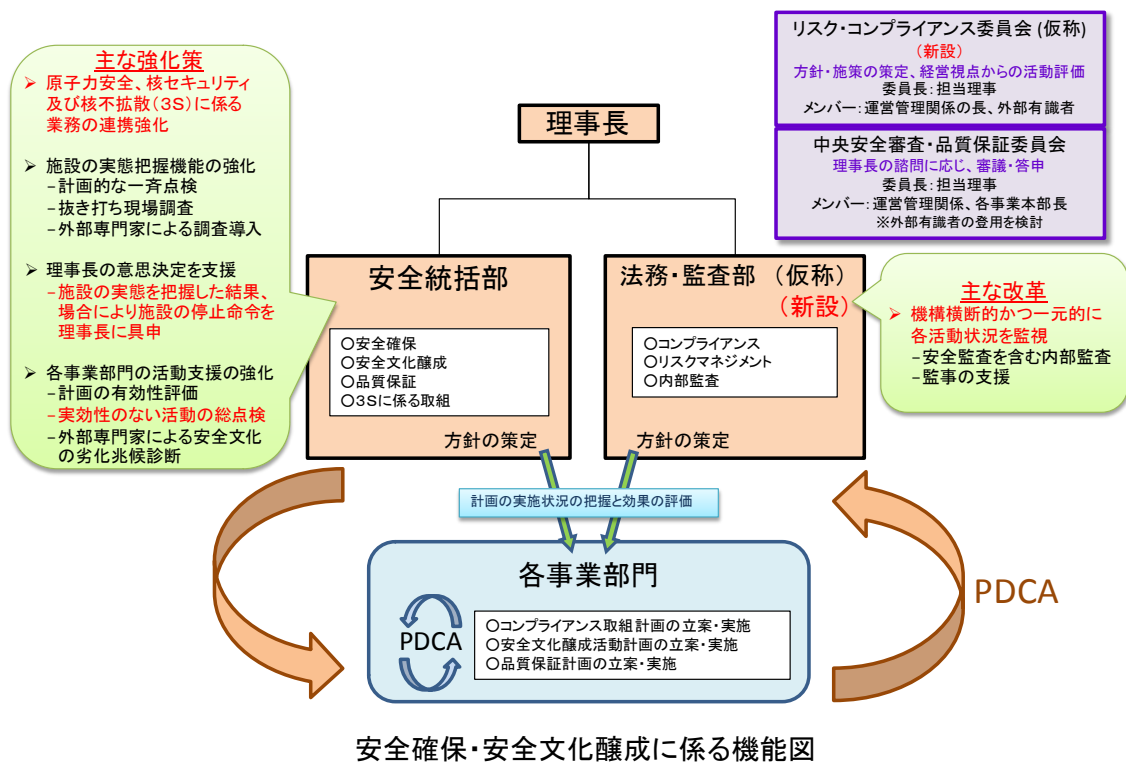 主な強化策
➢ 原子力安全、核セキュリティ
及び核不拡散(3S)に係る
業務の連携強化
➢ 施設の実態把握機能の強化
−計画的な一斉点検
−抜き打ち現場調査
−外部専門家による調査導入
➢ 理事長の意思決定を支援
−施設の実態を把握した結果、
場合により施設の停止命令を
理事長に具申
➢ 各事業部門の活動支援の強化
−計画の有効性評価
−実効性のない活動の総点検
−外部専門家による安全文化
の劣化兆候診断
理事長
リスク・コンプライアンス委員会 (仮称)
(新設)
方針・施策の策定、経営視点からの活動評価
委員長:担当理事
メンバー:運営管理関係の長、外部有識者
中央安全審査・品質保証委員会
理事長の諮問に応じ、審議・答申
委員長:担当理事
メンバー:運営管理関係、各事業本部長
※外部有識者の登用を検討
安全統括部
○安全確保
○安全文化醸成
○品質保証
○3Sに係る取組
方針の策定
法務・監査部 (仮称)
(新設)
○コンプライアンス
○リスクマネジメント
○内部監査
方針の策定
主な改革
➢ 機構横断的かつ一元的に
各活動状況を監視
−安全監査を含む内部監査
−監事の支援
計画の実施状況の把握と効果の評価
各事業部門
PDCA
○コンプライアンス取組計画の立案・実施
○安全文化醸成活動計画の立案・実施
○品質保証計画の立案・実施
PDCA
安全確保・安全文化醸成に係る機能図